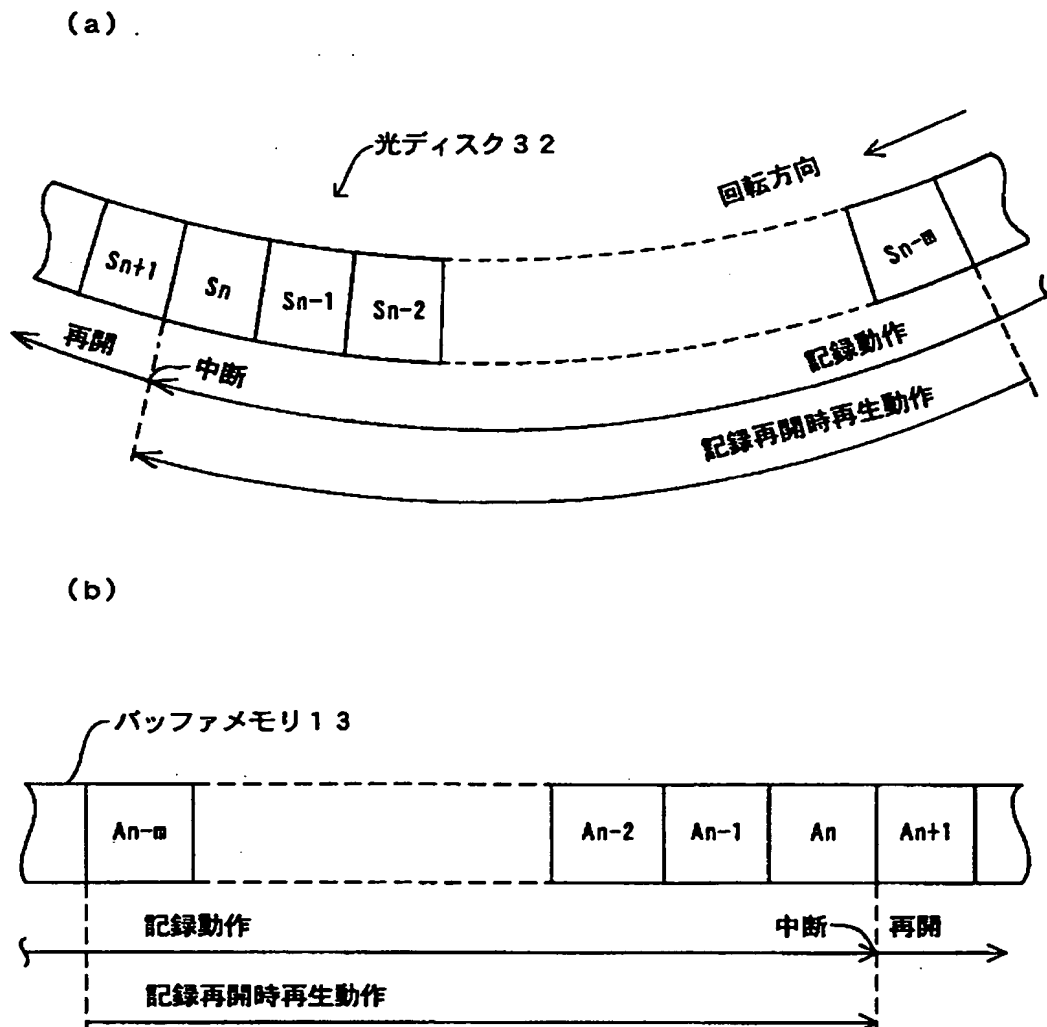 (a)
光ディスク32
回転方向
Sn+1
Sn
Sn-1
Sn-2
Sn-m
再開
中断
記録動作
記録再開時再生動作
(b)
バッファメモリ13
An-m
An-2
An-1
An
An+1
記録動作
中断
再開
記録再開時再生動作